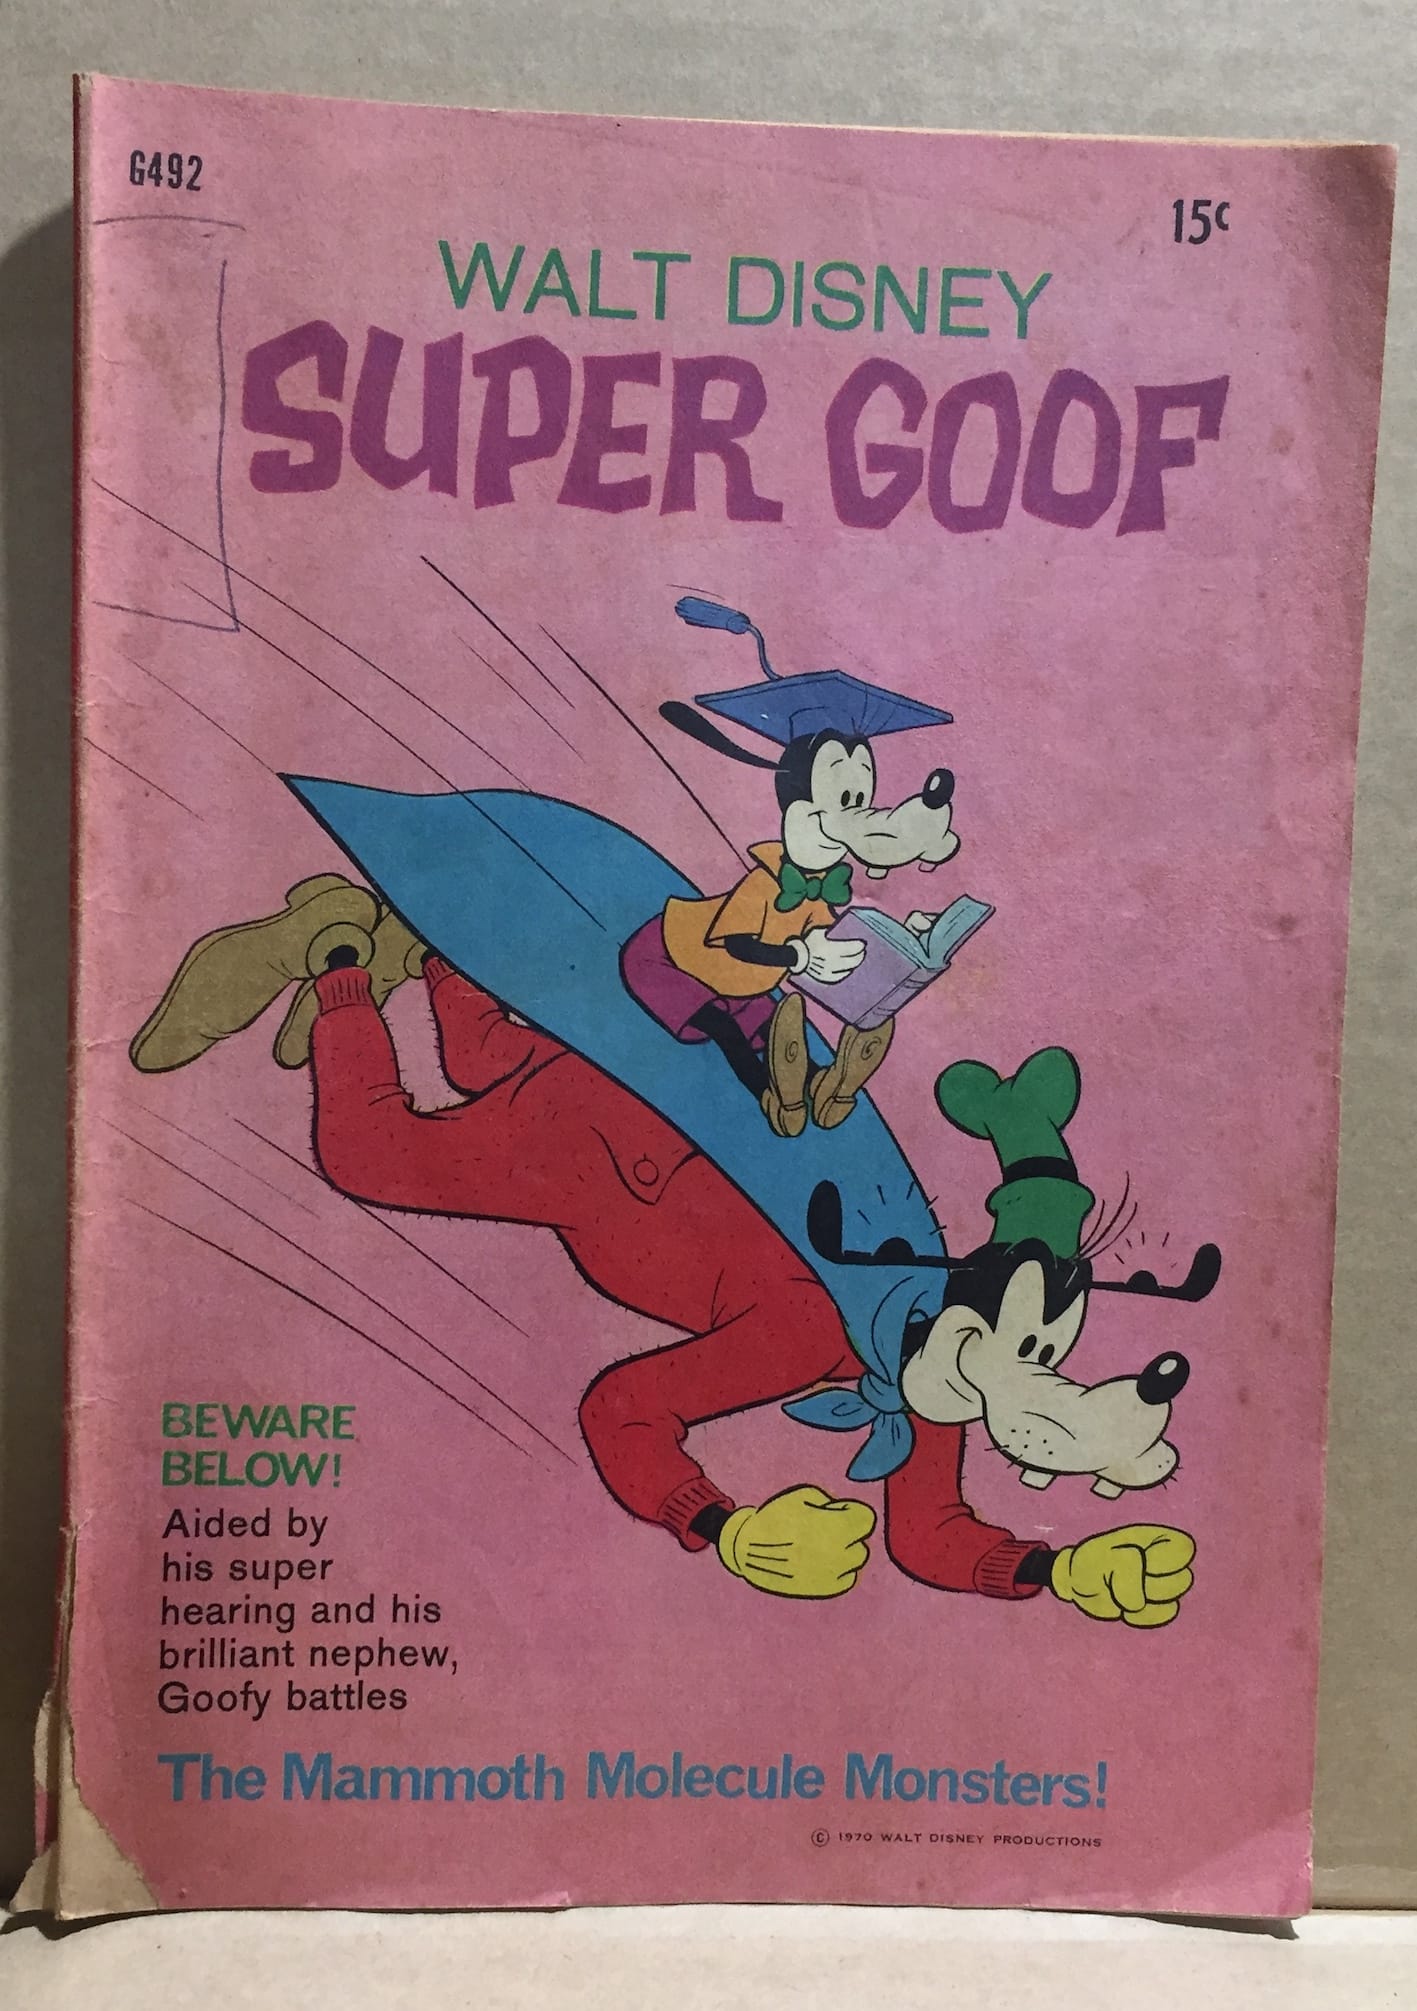 G492
15c
WALT DISNEY
SUPER GOOF
BEWARE
BELOW!
Aided by
his super
hearing and his
brilliant nephew,
Goofy battles
The Mammoth Molecule Monsters!
© 1970 WALT DISNEY PRODUCTIONS